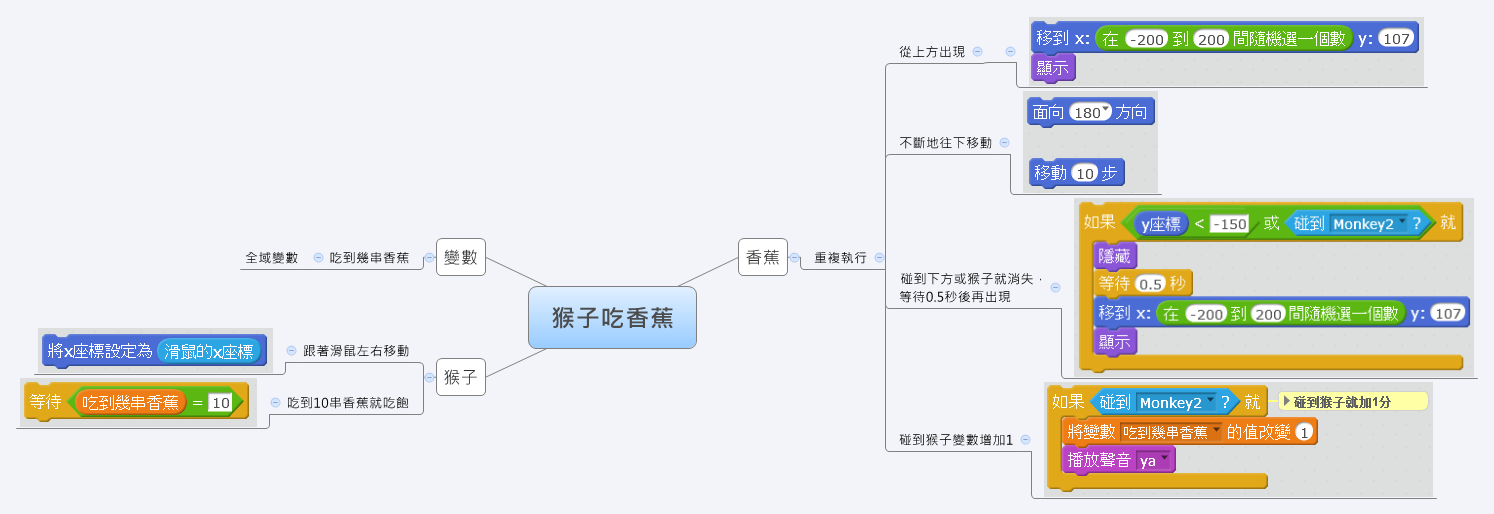 猴子吃香蕉
變數
吃到幾串香蕉
全域變數
猴子
跟著滑鼠左右移動
將x座標設定為 滑鼠的x座標
吃到10串香蕉就吃飽
等待 吃到幾串香蕉 = 10
香蕉
重複執行
從上方出現
移到 x: 在 -200 到 200 間隨機選一個數 y: 107
顯示
不斷地往下移動
面向 180 方向
移動 10 步
碰到下方或猴子就消失，
等待0.5秒後再出現
如果 y座標 < -150 或 碰到 Monkey2 ? 就
隱藏
等待 0.5 秒
移到 x: 在 -200 到 200 間隨機選一個數 y: 107
顯示
碰到猴子變數增加1
如果 碰到 Monkey2 ? 就 碰到猴子就加1分
將變數 吃到幾串香蕉 的值改變 1
播放聲音 ya